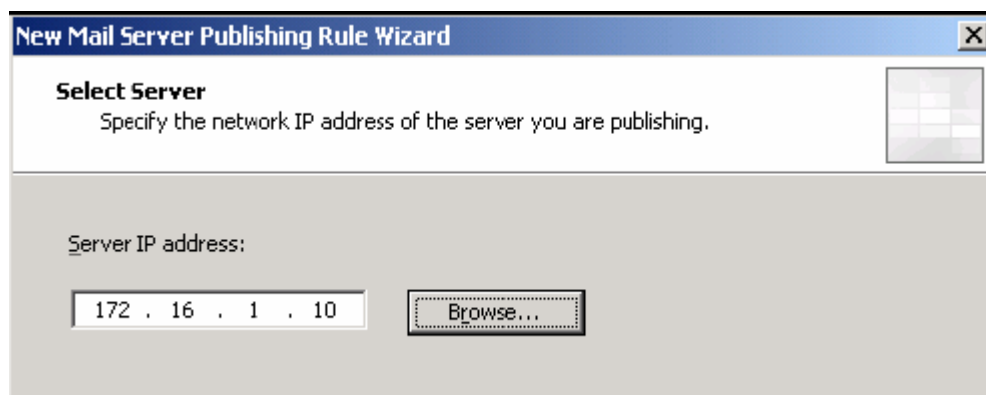 New Mail Server Publishing Rule Wizard
Select Server
Specify the network IP address of the server you are publishing.
Server IP address:
172 . 16 . 1 . 10 Browse...